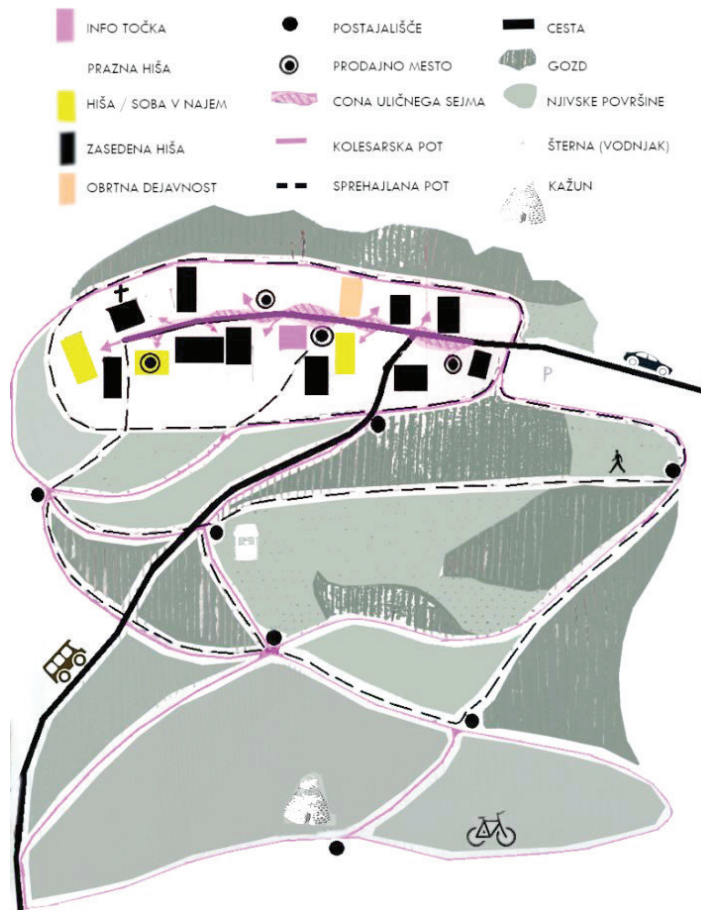 INFO TOČKA
PRAZNA HIŠA
HIŠA / SOBA V NAJEM
ZASEDENA HIŠA
OBRTNA DEJAVNOST
POSTAJALIŠČE
PRODAJNO MESTO
CONA ULIČNEGA SEJMA
KOLESARSKA POT
SPREHAJLANA POT
CESTA
GOZD
NJIVSKE POVRŠINE
ŠTERNA (VODNJAK)
KAŽUN
P